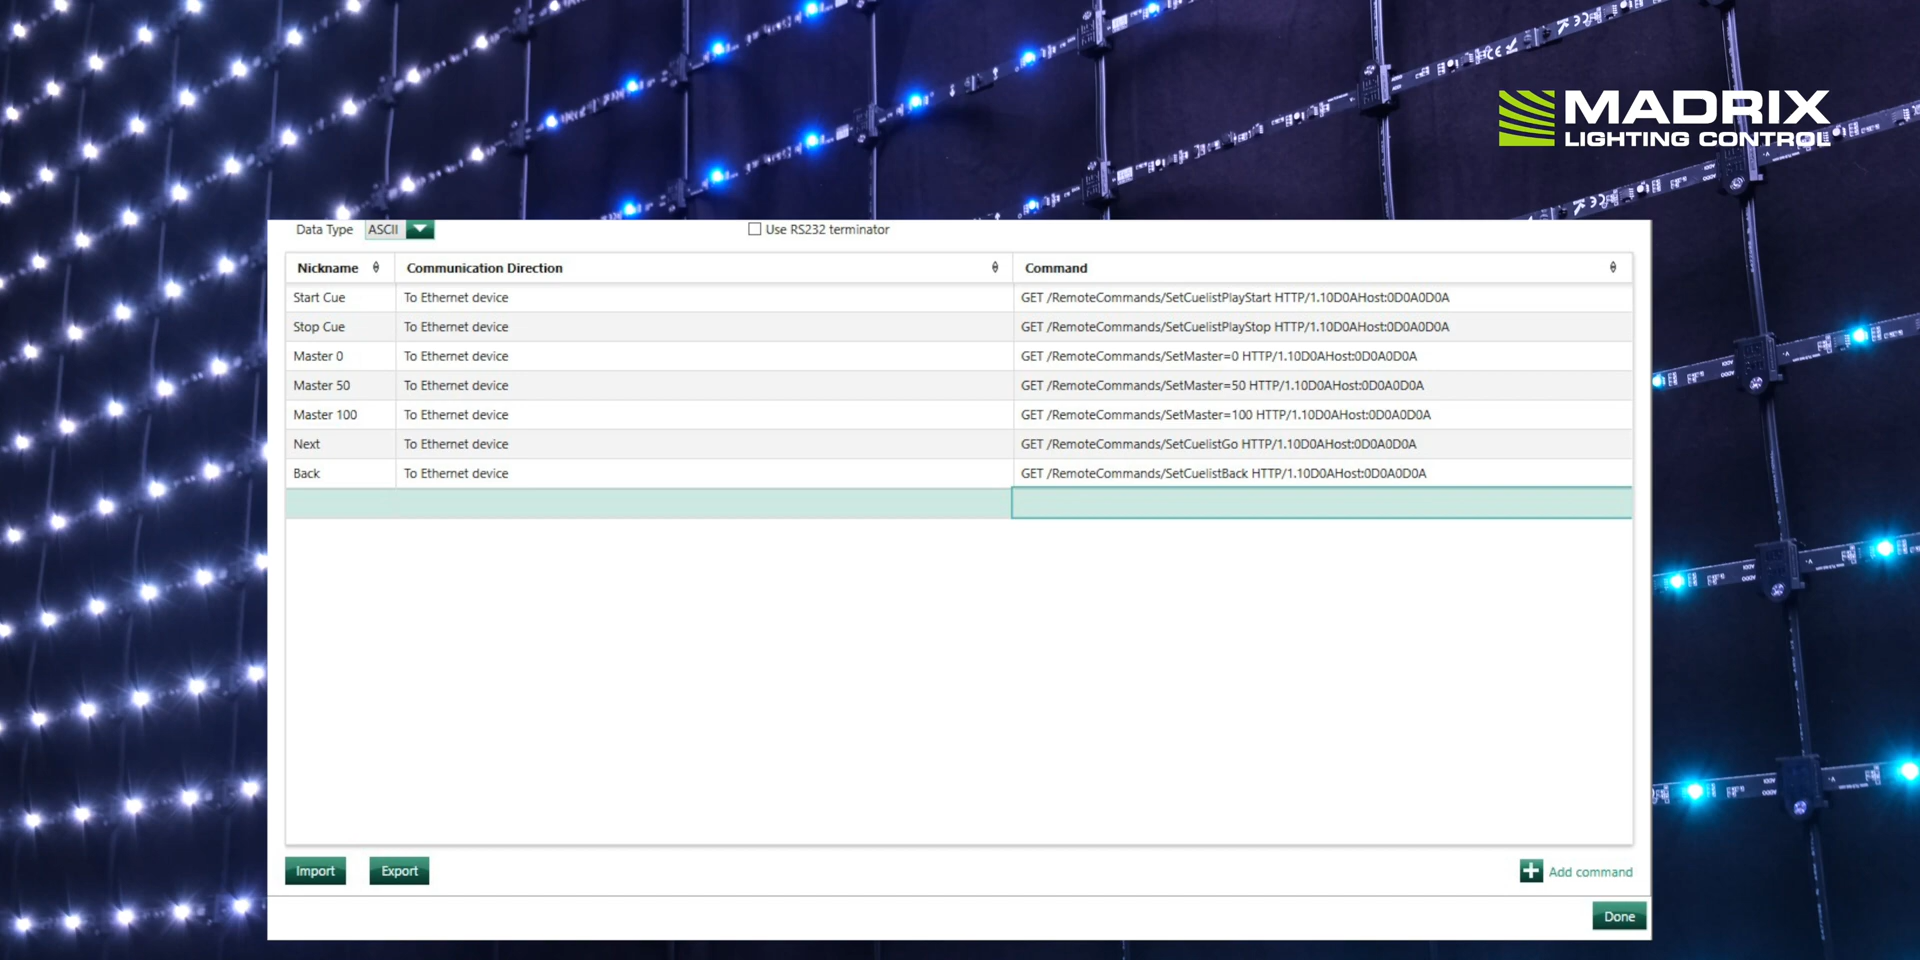 MADRIX
LIGHTING CONTROL
Data Type ASCII Use RS232 terminator
Nickname Communication Direction Command
Start Cue To Ethernet device GET /RemoteCommands/SetCuelistPlayStart HTTP/1.10D0AHost:0D0A0D0A
Stop Cue To Ethernet device GET /RemoteCommands/SetCuelistPlayStop HTTP/1.10D0AHost:0D0A0D0A
Master 0 To Ethernet device GET /RemoteCommands/SetMaster=0 HTTP/1.10D0AHost:0D0A0D0A
Master 50 To Ethernet device GET /RemoteCommands/SetMaster=50 HTTP/1.10D0AHost:0D0A0D0A
Master 100 To Ethernet device GET /RemoteCommands/SetMaster=100 HTTP/1.10D0AHost:0D0A0D0A
Next To Ethernet device GET /RemoteCommands/SetCuelistGo HTTP/1.10D0AHost:0D0A0D0A
Back To Ethernet device GET /RemoteCommands/SetCuelistBack HTTP/1.10D0AHost:0D0A0D0A
Import Export Add command
Done